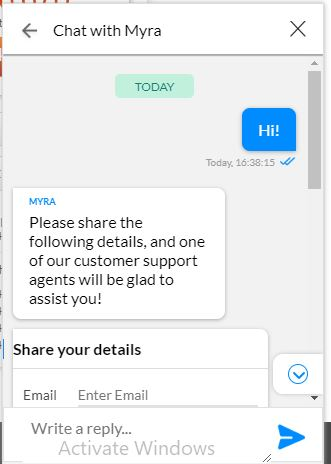 Chat with Myra
TODAY
Hi!
Today, 16:38:15
MYRA
Please share the
following details, and one
of our customer support
agents will be glad to
assist you!
Share your details
Email Enter Email
Write a reply...
Activate Windows